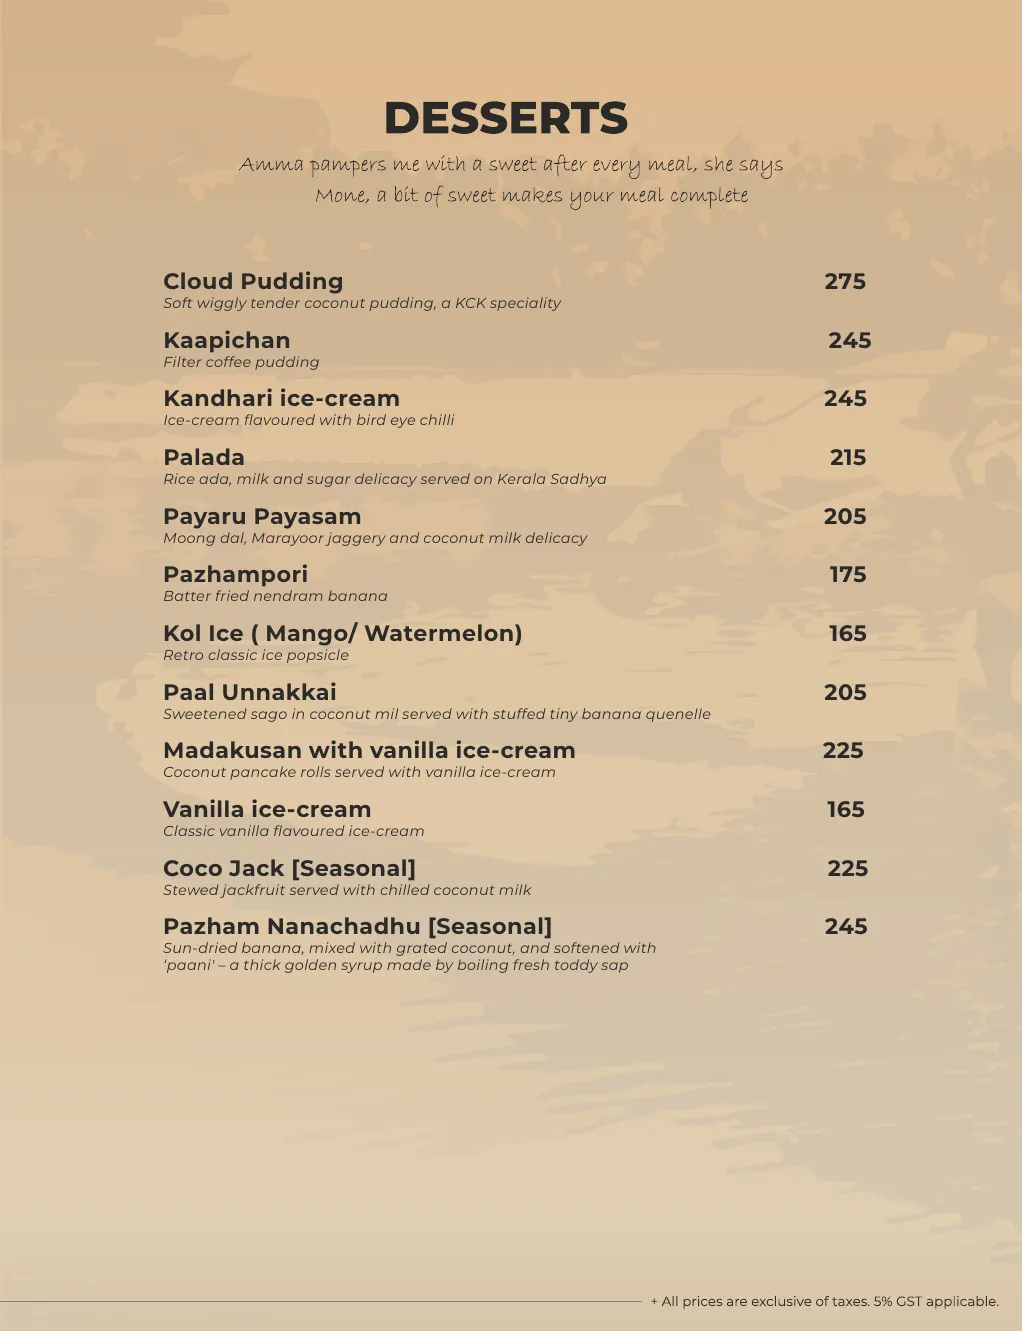 DESSERTS
Amma pampers me with a sweet after every meal, she says
Mone, a bit of sweet makes your meal complete
Cloud Pudding 275
Soft wiggly tender coconut pudding, a KCK speciality
Kaapichan 245
Filter coffee pudding
Kandhari ice-cream 245
Ice-cream flavoured with bird eye chilli
Palada 215
Rice ada, milk and sugar delicacy served on Kerala Sadhya
Payaru Payasam 205
Moong dal, Marayoor jaggery and coconut milk delicacy
Pazhampori 175
Batter fried nendram banana
Kol Ice ( Mango/ Watermelon) 165
Retro classic ice popsicle
Paal Unnakkai 205
Sweetened sago in coconut mil served with stuffed tiny banana quenelle
Madakusan with vanilla ice-cream 225
Coconut pancake rolls served with vanilla ice-cream
Vanilla ice-cream 165
Classic vanilla flavoured ice-cream
Coco Jack [Seasonal] 225
Stewed jackfruit served with chilled coconut milk
Pazham Nanachadhu [Seasonal] 245
Sun-dried banana, mixed with grated coconut, and softened with
‘paani' – a thick golden syrup made by boiling fresh toddy sap
+ All prices are exclusive of taxes. 5% GST applicable.